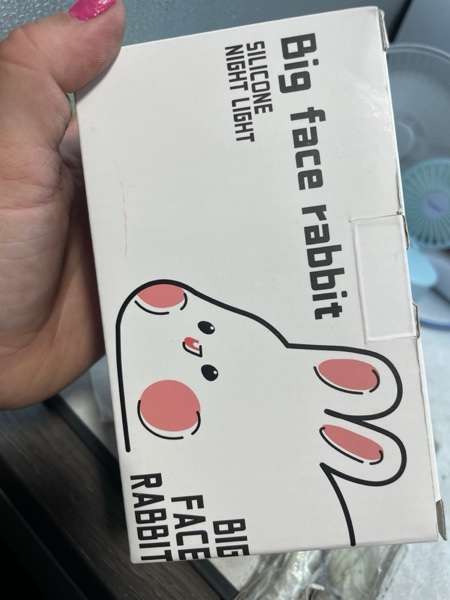 Big face rabbit
SILICONE
NIGHT LIGHT
BIG
FACE
RABBIT